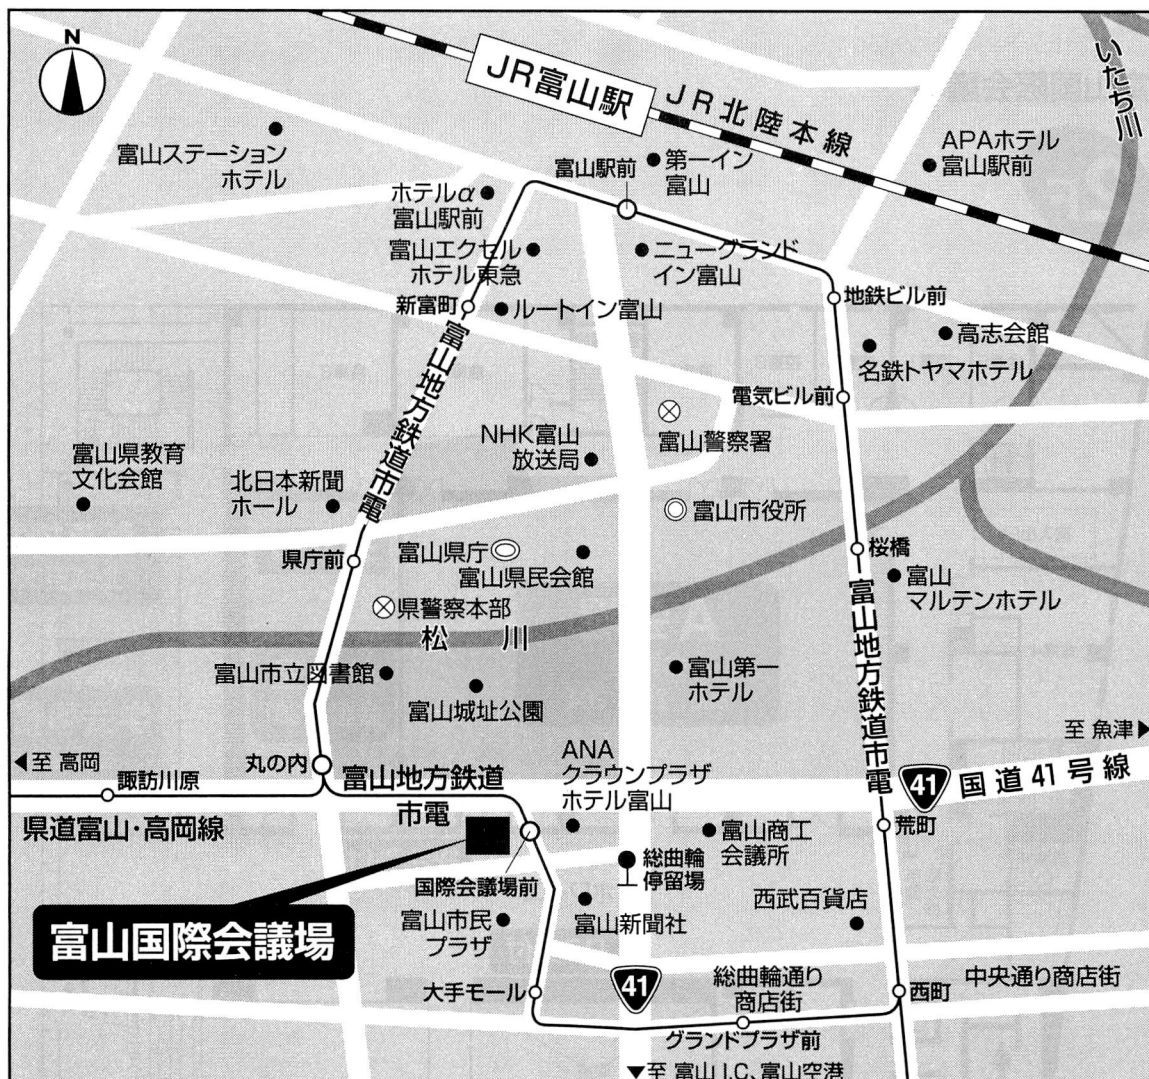 N
JR富山駅
JR北陸本線
いたち川
富山ステーション
ホテル
富山駅前
第一イン
富山
APAホテル
富山駅前
ホテルα
富山駅前
富山エクセル
ホテル東急
ニューグランド
イン富山
新富町
ルートイン富山
地鉄ビル前
高志会館
名鉄トヤマホテル
富山地方鉄道市電
電気ビル前
富山警察署
NHK富山
放送局
富山県教育
文化会館
北日本新聞
ホール
富山市役所
県庁前
富山県庁
富山県民会館
桜橋
富山
マルテンホテル
県警察本部
松川
富山地方鉄道市電
富山市立図書館
富山城址公園
富山第一
ホテル
至 魚津
至 高岡
諏訪川原
丸の内
富山地方鉄道
市電
ANA
クラウンプラザ
ホテル富山
41
国道41号線
県道富山・高岡線
荒町
富山商工
会議所
総曲輪
停留場
国際会議場前
富山国際会議場
富山市民
プラザ
富山新聞社
西武百貨店
大手モール
41
総曲輪通り
商店街
西町
中央通り商店街
グランドプラザ前
至 富山 I.C、富山空港